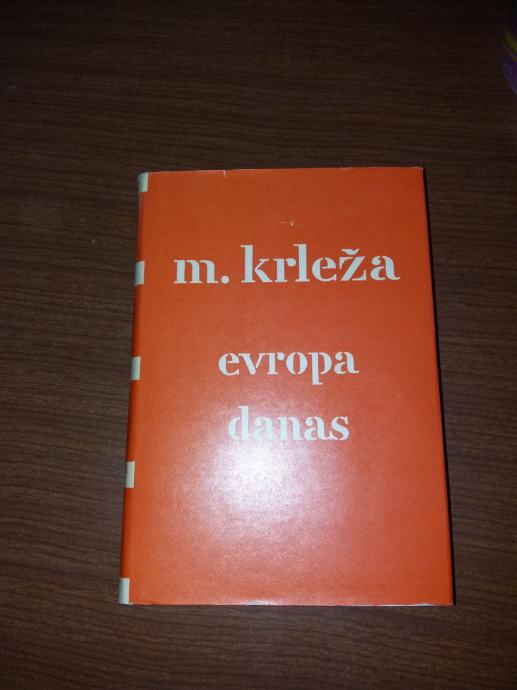 m. krleža
evropa
danas